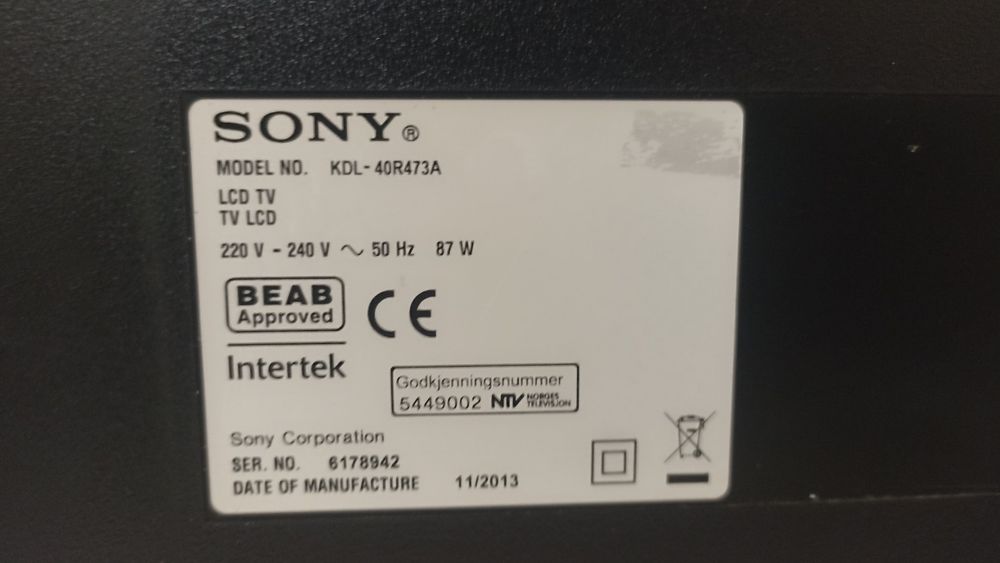 SONY®
MODEL NO. KDL-40R473A
LCD TV
TV LCD
220 V - 240 V ~ 50 Hz 87 W
BEAB
Approved
CE
Intertek
Godkjenningsnummer
5449002 NTV NORGES TELEVISJON
Sony Corporation
SER. NO. 6178942
DATE OF MANUFACTURE 11/2013